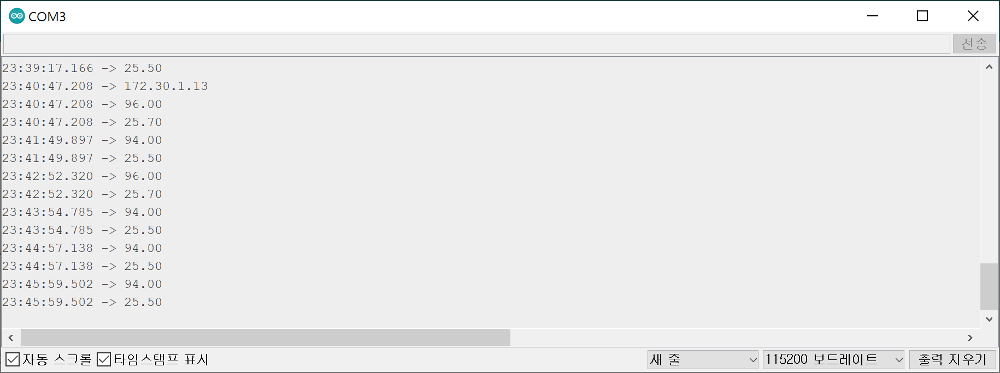 COM3
전송
23:39:17.166 -> 25.50
23:40:47.208 -> 172.30.1.13
23:40:47.208 -> 96.00
23:40:47.208 -> 25.70
23:41:49.897 -> 94.00
23:41:49.897 -> 25.50
23:42:52.320 -> 96.00
23:42:52.320 -> 25.70
23:43:54.785 -> 94.00
23:43:54.785 -> 25.50
23:44:57.138 -> 94.00
23:44:57.138 -> 25.50
23:45:59.502 -> 94.00
23:45:59.502 -> 25.50
자동 스크롤 타임스탬프 표시 새 줄 115200 보드레이트 출력 지우기